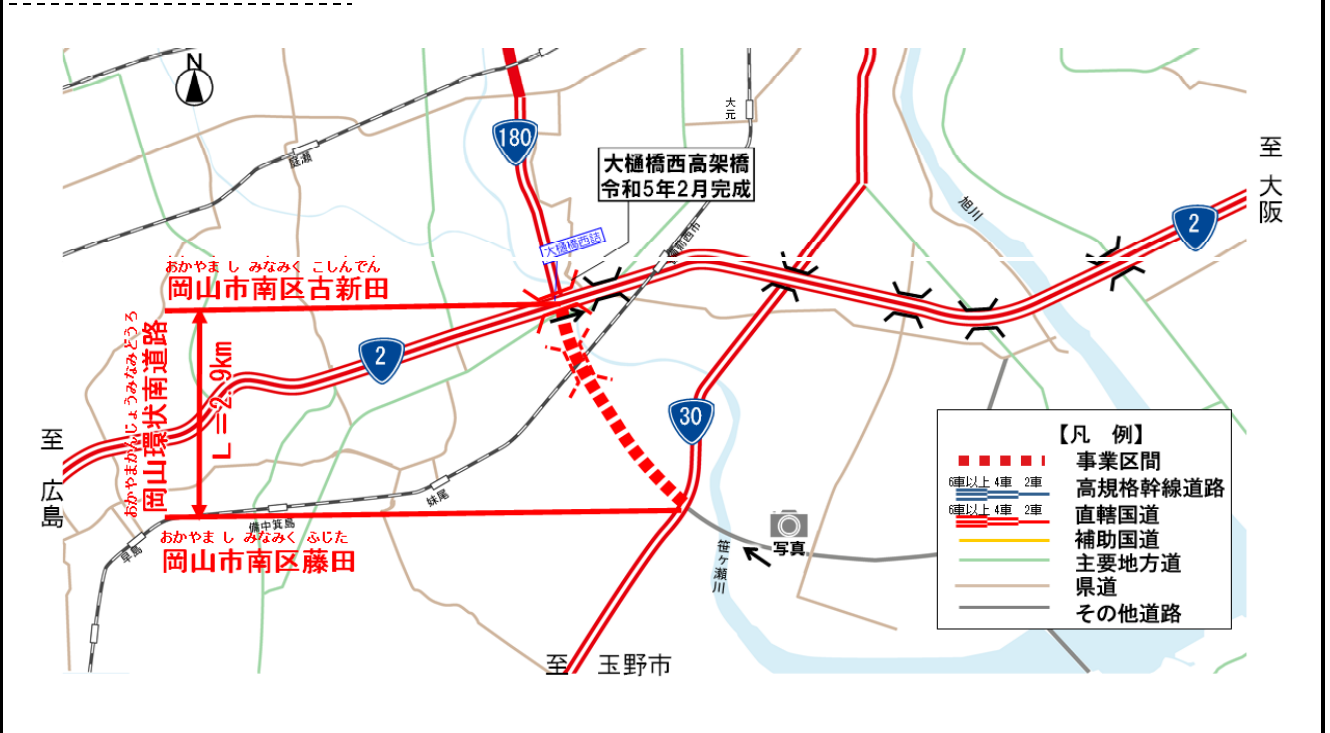 N
180
大元
庭瀬
大樋橋西高架橋
令和5年2月完成
至 大阪
旭川
2
大樋橋西詰
おかやま し みなみく こしんでん
岡山市南区古新田
おかやまかんじょうみなみどうろ
岡山環状南道路
L=2.9km
2
30
至 広島
妹尾
備中箕島
早島
おかやま し みなみく ふじた
岡山市南区藤田
笹ヶ瀬川
写真
至 玉野市
【凡 例】
事業区間
6車以上 4車 2車
高規格幹線道路
6車以上 4車 2車
直轄国道
補助国道
主要地方道
県道
その他道路